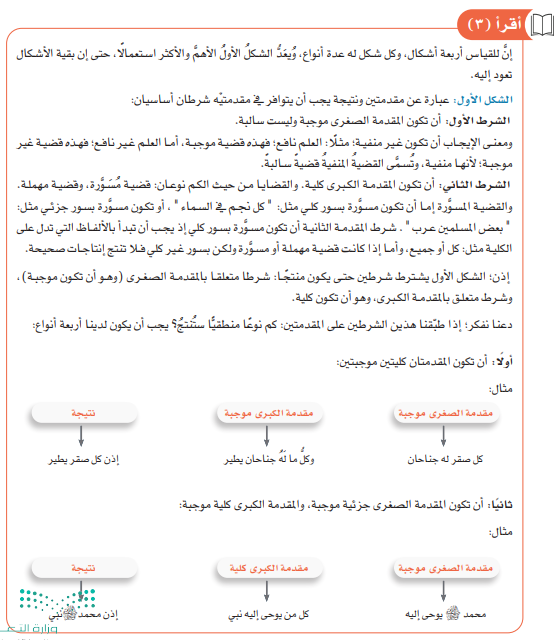 أقرأ (٣)
إنَّ للقياس أربعة أشكال، وكل شكل له عدة أنواع، ويُعَدُّ الشكلُ الأولُ الأهمَّ والأكثر استعمالًا، حتى إن بقية الأشكال
تعود إليه.
الشكل الأول: عبارة عن مقدمتين ونتيجة يجب أن يتوافر في مقدمتيْه شرطان أساسيان:
الشرط الأول: أن تكون المقدمة الصغرى موجبة وليست سالبة.
ومعنى الإيجاب أن تكون غير منفية؛ مثلًا: العلم نافع؛ فهذه قضية موجبة، أما العلم غير نافع؛ فهذه قضية غير
موجبة؛ لأنها منفية، وتُسمَّى القضيةُ المنفيةُ قضيةً سالبةً.
الشرط الثاني: أن تكون المقدمة الكبرى كلية. والقضايا من حيث الكم نوعان: قضية مُسَوَّرة، وقضية مهملة.
والقضية المسوَّرة إما أن تكون مسوّرة بسور كلي مثل: " كل نجم في السماء " ، أو تكون مسوّرة بسور جزئي مثل:
" بعض المسلمين عرب " . شرط المقدمة الثانية أن تكون مسوّرة بسور كلي إذ يجب أن تبدأ بالألفاظ التي تدل على
الكلية مثل: كل أو جميع، وأما إذا كانت قضية مهملة أو مسوّرة ولكن بسور غير كلي فلا تنتج إنتاجات صحيحة.
إذن؛ الشكل الأول يشترط شرطين حتى يكون منتجًا: شرطا متعلقا بالمقدمة الصغرى (وهو أن تكون موجبة)،
وشرط متعلق بالمقدمة الكبرى، وهو أن تكون كلية.
دعنا نفكر؛ إذا طبّقنا هذين الشرطين على المقدمتين؛ كم نوعًا منطقيًّا ستُنتجُ؟ يجب أن يكون لدينا أربعة أنواع:
أولًا: أن تكون المقدمتان كليتين موجبتين:
مثال:
مقدمة الصغرى موجبة مقدمة الكبرى موجبة نتيجة
كل صقر له جناحان وكلُّ ما لَهُ جناحان يطير إذن كل صقر يطير
ثانيًا: أن تكون المقدمة الصغرى جزئية موجبة، والمقدمة الكبرى كلية موجبة:
مثال:
مقدمة الصغرى موجبة مقدمة الكبرى كلية نتيجة
محمد ﷺ يوحى إليه كل من يوحى إليه نبي إذن محمد ﷺ نبي
وزارة التعـ